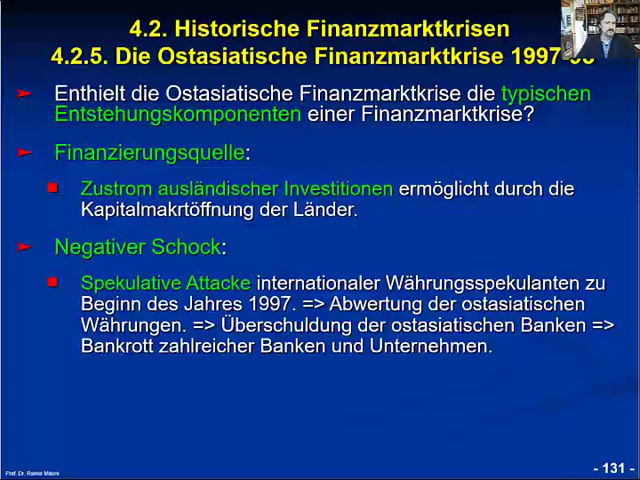 4.2. Historische Finanzmarktkrisen
4.2.5. Die Ostasiatische Finanzmarktkrise 1997-98
Enthielt die Ostasiatische Finanzmarktkrise die typischen
Entstehungskomponenten einer Finanzmarktkrise?
Finanzierungsquelle:
Zustrom ausländischer Investitionen ermöglicht durch die
Kapitalmakrtöffnung der Länder.
Negativer Schock:
Spekulative Attacke internationaler Währungsspekulanten zu
Beginn des Jahres 1997. => Abwertung der ostasiatischen
Währungen. => Überschuldung der ostasiatischen Banken =>
Bankrott zahlreicher Banken und Unternehmen.
Prof. Dr. Rainer Maurer
- 131 -